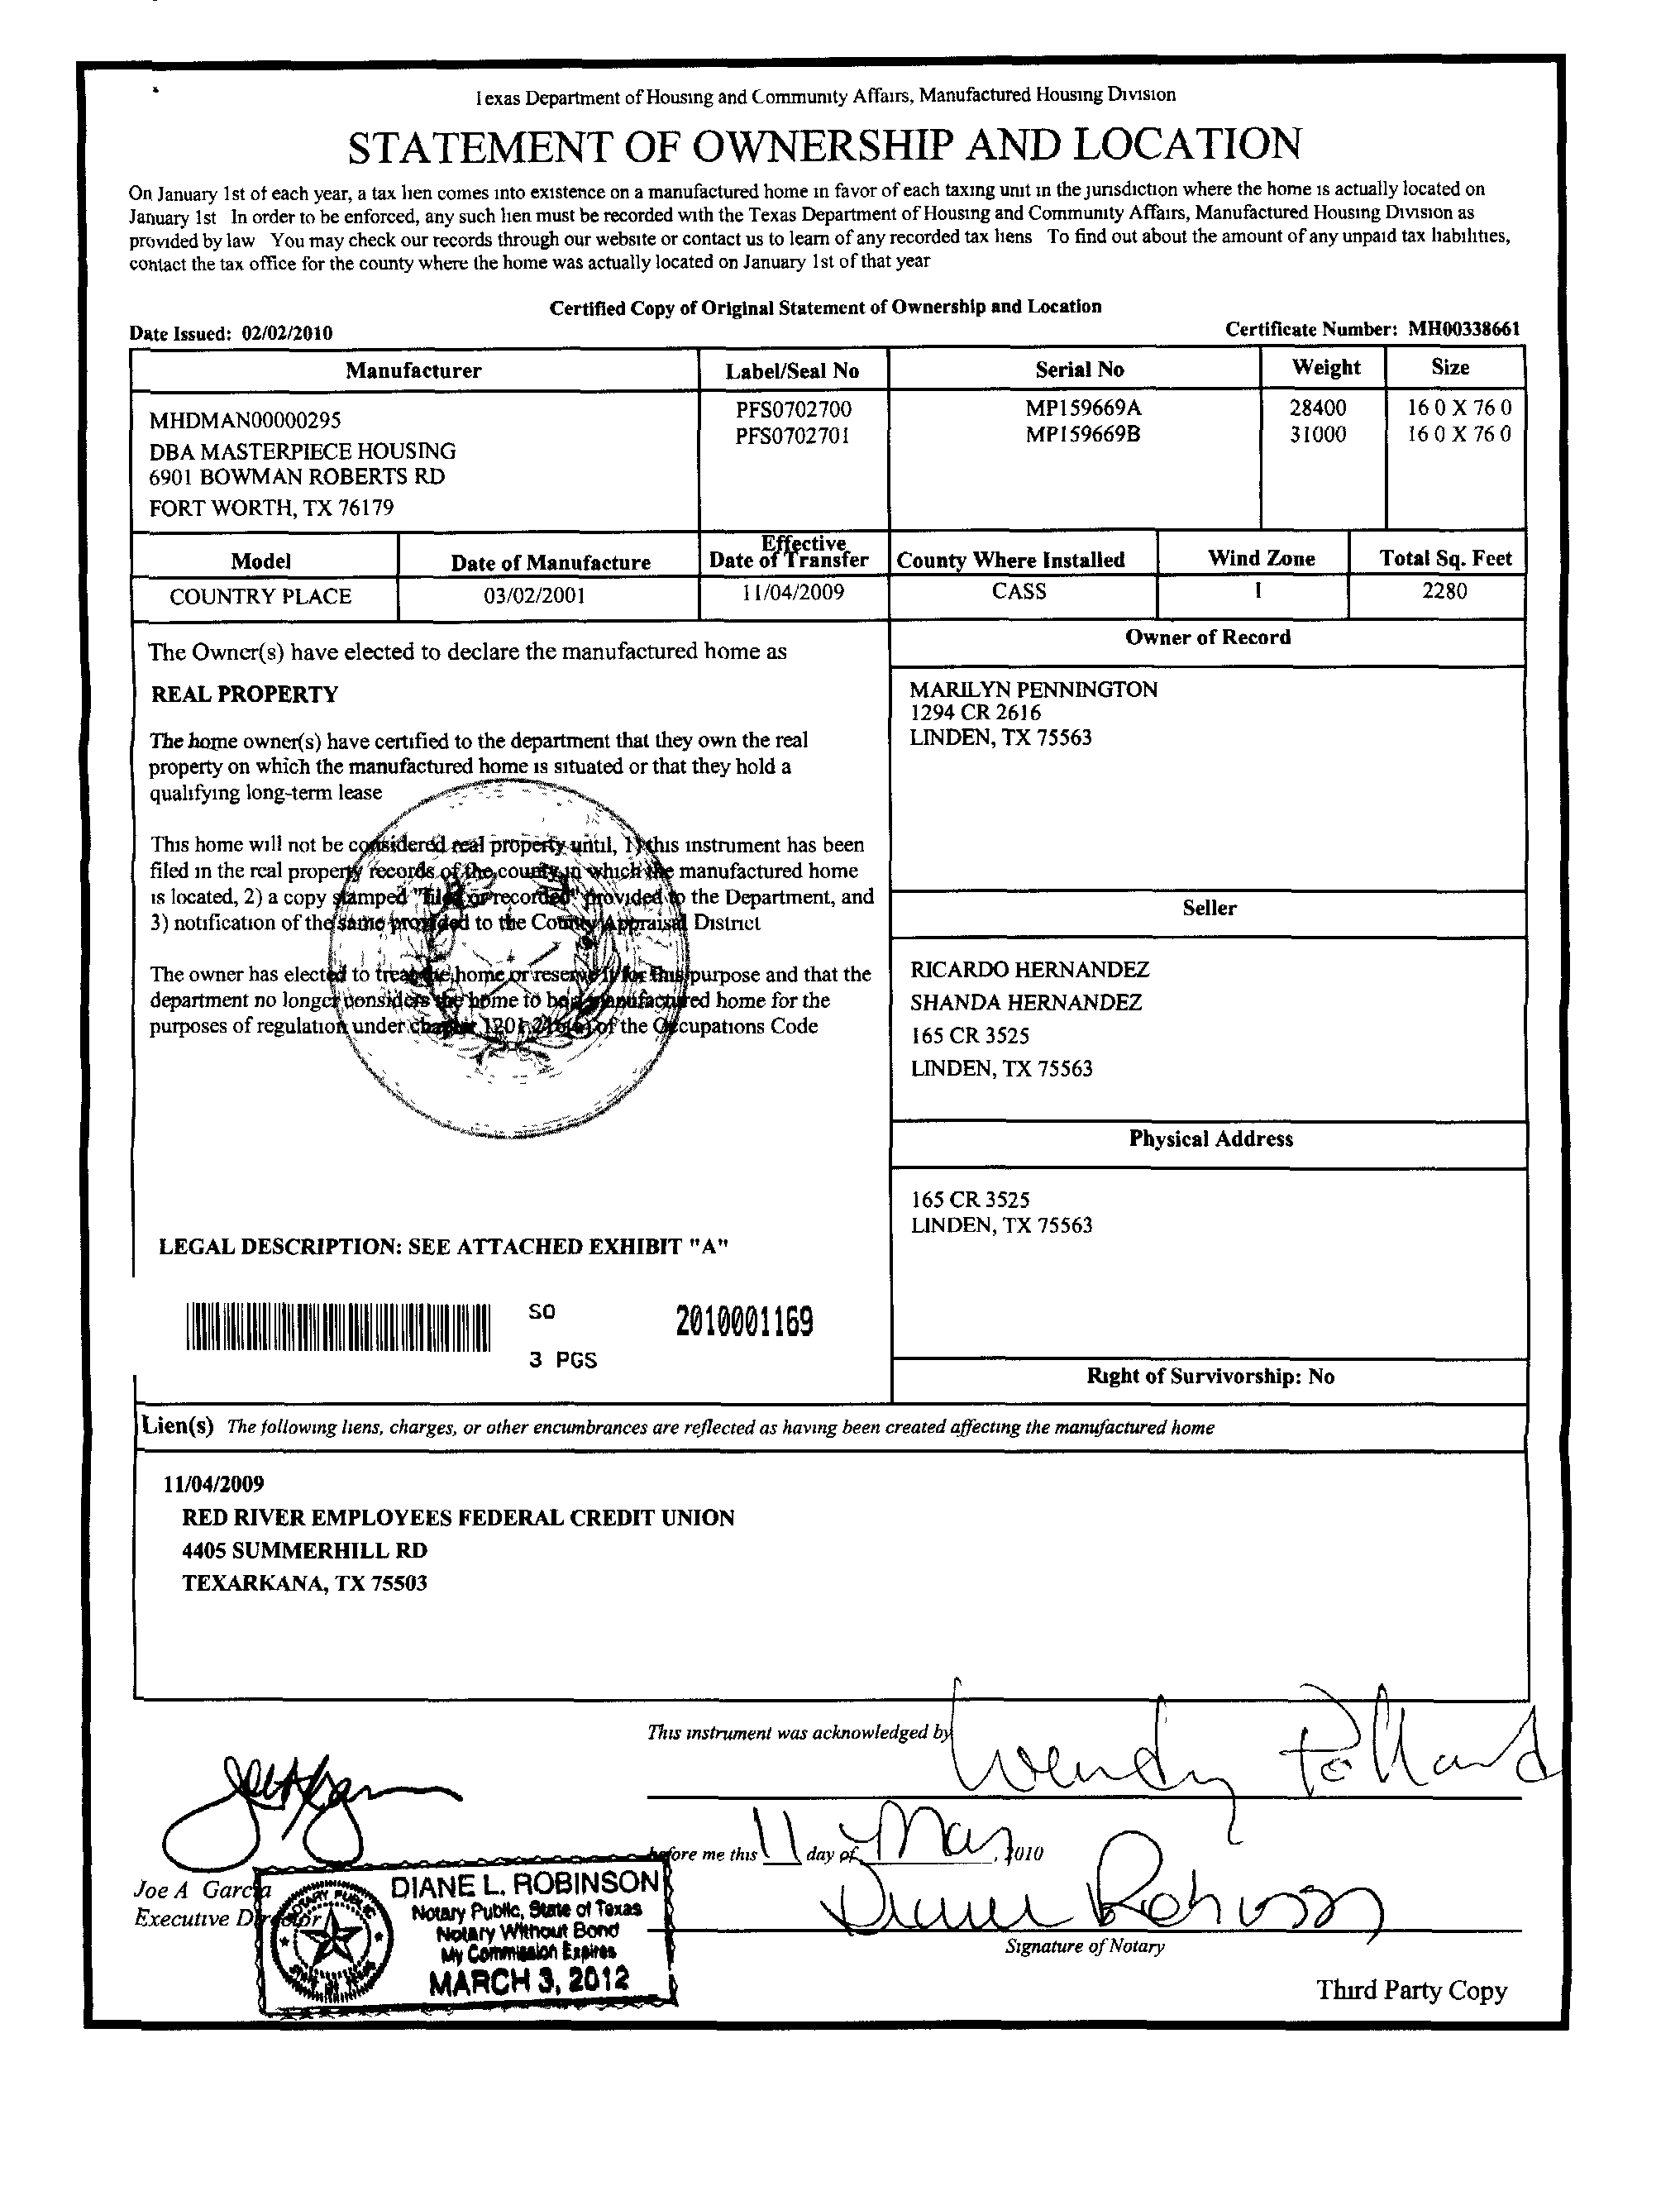 Texas Department of Housing and Community Affairs, Manufactured Housing Division
STATEMENT OF OWNERSHIP AND LOCATION
On January 1st of each year, a tax lien comes into existence on a manufactured home in favor of each taxing unit in the jurisdiction where the home is actually located on
January 1st In order to be enforced, any such lien must be recorded with the Texas Department of Housing and Community Affairs, Manufactured Housing Division as
provided by law You may check our records through our website or contact us to learn of any recorded tax liens To find out about the amount of any unpaid tax liabilities,
contact the tax office for the county where the home was actually located on January 1st of that year
Certified Copy of Original Statement of Ownership and Location
Date Issued: 02/02/2010 Certificate Number: MH00338661
Manufacturer Label/Seal No Serial No Weight Size
MHDMAN00000295
DBA MASTERPIECE HOUSING
6901 BOWMAN ROBERTS RD
FORT WORTH, TX 76179
PFS0702700 MP159669A 28400 16 0 X 76 0
PFS0702701 MP159669B 31000 16 0 X 76 0
Model Date of Manufacture Effective Date of Transfer County Where Installed Wind Zone Total Sq. Feet
COUNTRY PLACE 03/02/2001 11/04/2009 CASS I 2280
The Owner(s) have elected to declare the manufactured home as
REAL PROPERTY
The home owner(s) have certified to the department that they own the real
property on which the manufactured home is situated or that they hold a
qualifying long-term lease
This home will not be considered real property until, 1) this instrument has been
filed in the real property records of the county in which the manufactured home
is located, 2) a copy stamped "filed or recorded" provided to the Department, and
3) notification of the same provided to the County Appraisal District
The owner has elected to treat the home or reserve it for this purpose and that the
department no longer considers the home to be a manufactured home for the
purposes of regulation under chapter 1201 of the Occupations Code
LEGAL DESCRIPTION: SEE ATTACHED EXHIBIT "A"
SO 2010001169
3 PGS
Owner of Record
MARILYN PENNINGTON
1294 CR 2616
LINDEN, TX 75563
Seller
RICARDO HERNANDEZ
SHANDA HERNANDEZ
165 CR 3525
LINDEN, TX 75563
Physical Address
165 CR 3525
LINDEN, TX 75563
Right of Survivorship: No
Lien(s) The following liens, charges, or other encumbrances are reflected as having been created affecting the manufactured home
11/04/2009
RED RIVER EMPLOYEES FEDERAL CREDIT UNION
4405 SUMMERHILL RD
TEXARKANA, TX 75503
This instrument was acknowledged by Wendy Pollard
before me this 11 day of Mar, 2010
Diane Robinson
Signature of Notary
Joe A Garcia
Executive Director
NOTARY PUBLIC
DIANE L. ROBINSON
Notary Public, State of Texas
Notary Without Bond
My Commission Expires
MARCH 3, 2012
Third Party Copy